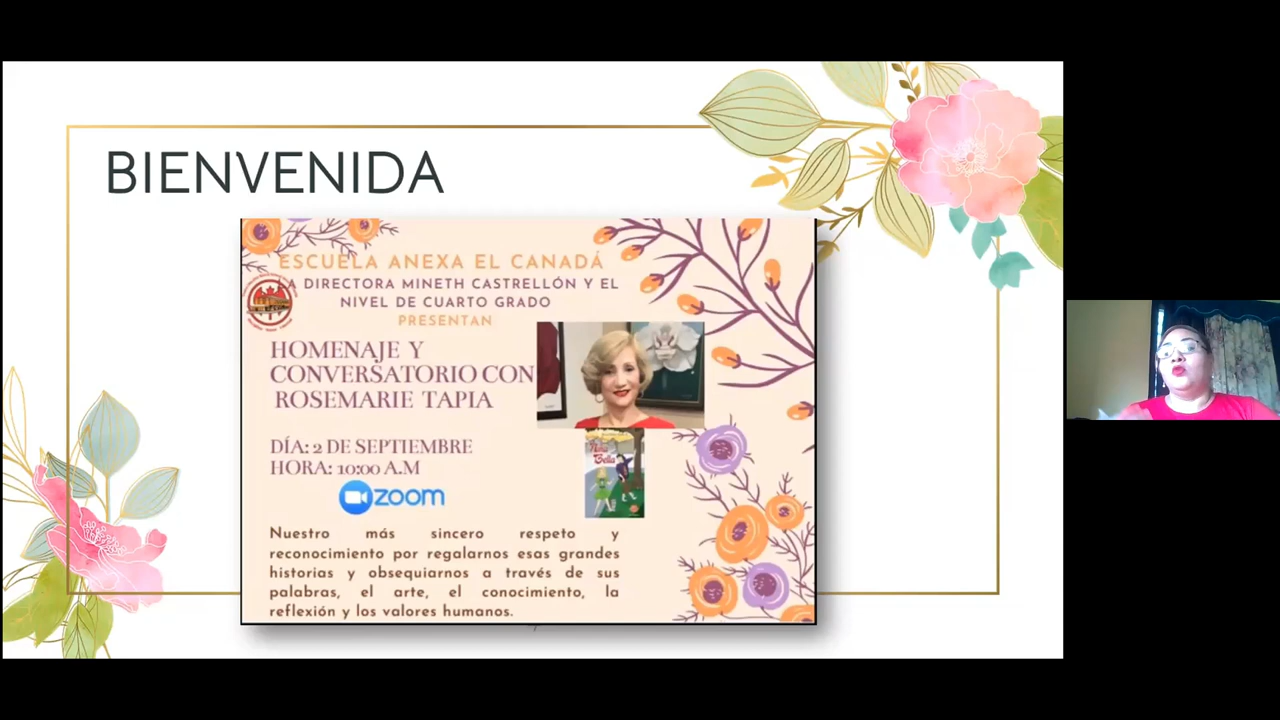 BIENVENIDA
ESCUELA ANEXA EL CANADÁ
LA DIRECTORA MINETH CASTRELLÓN Y EL
NIVEL DE CUARTO GRADO
PRESENTAN
HOMENAJE Y
CONVERSATORIO CON
ROSEMARIE TAPIA
DÍA: 2 DE SEPTIEMBRE
HORA: 10:00 A.M
zoom
Nuestro más sincero respeto y
reconocimiento por regalarnos esas grandes
historias y obsequiarnos a través de sus
palabras, el arte, el conocimiento, la
reflexión y los valores humanos.
Bella